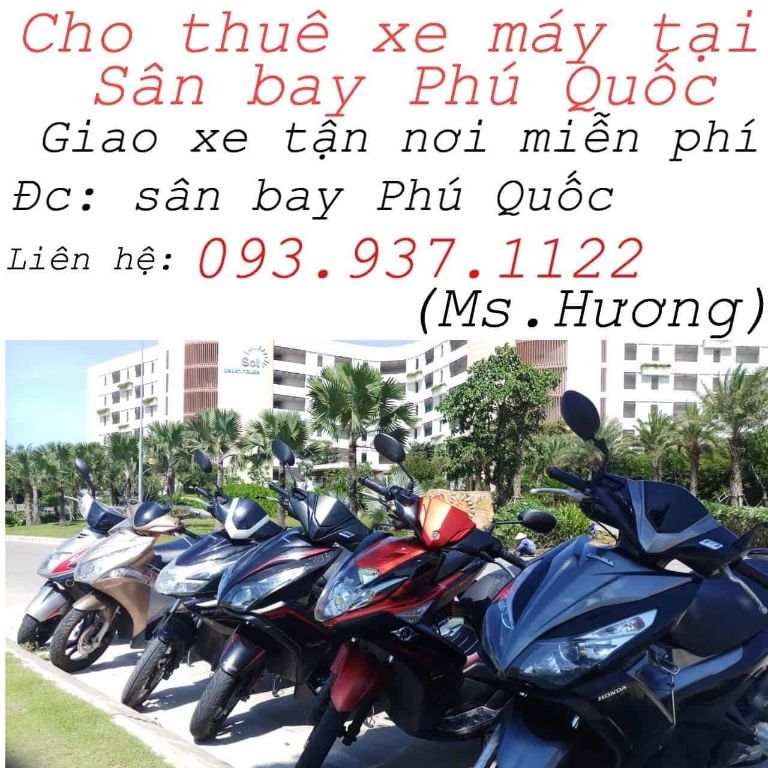 Cho thuê xe máy tại
Sân bay Phú Quốc
Giao xe tận nơi miễn phí
Đc: sân bay Phú Quốc
Liên hệ: 093.937.1122
(Ms.Hương)
Sol
HONDA